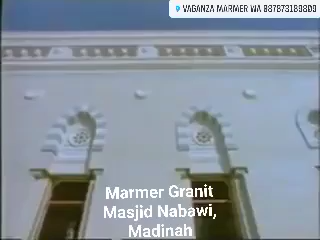 VAGANZA MARMER WA 087873189809
Marmer Granit
Masjid Nabawi,
Madinah